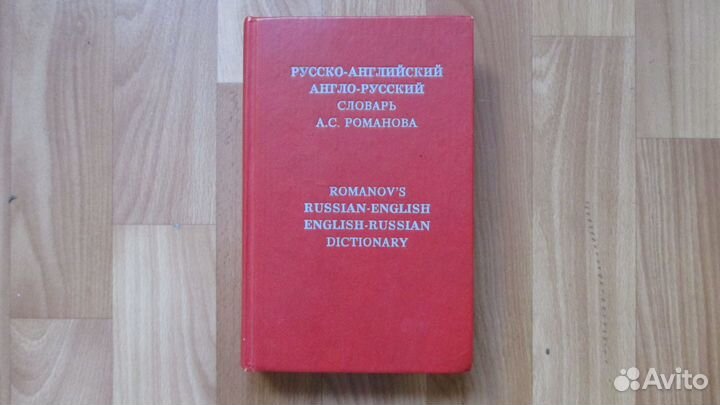 РУССКО-АНГЛИЙСКИЙ
АНГЛО-РУССКИЙ
СЛОВАРЬ
А.С. РОМАНОВА
ROMANOV'S
RUSSIAN-ENGLISH
ENGLISH-RUSSIAN
DICTIONARY
Avito